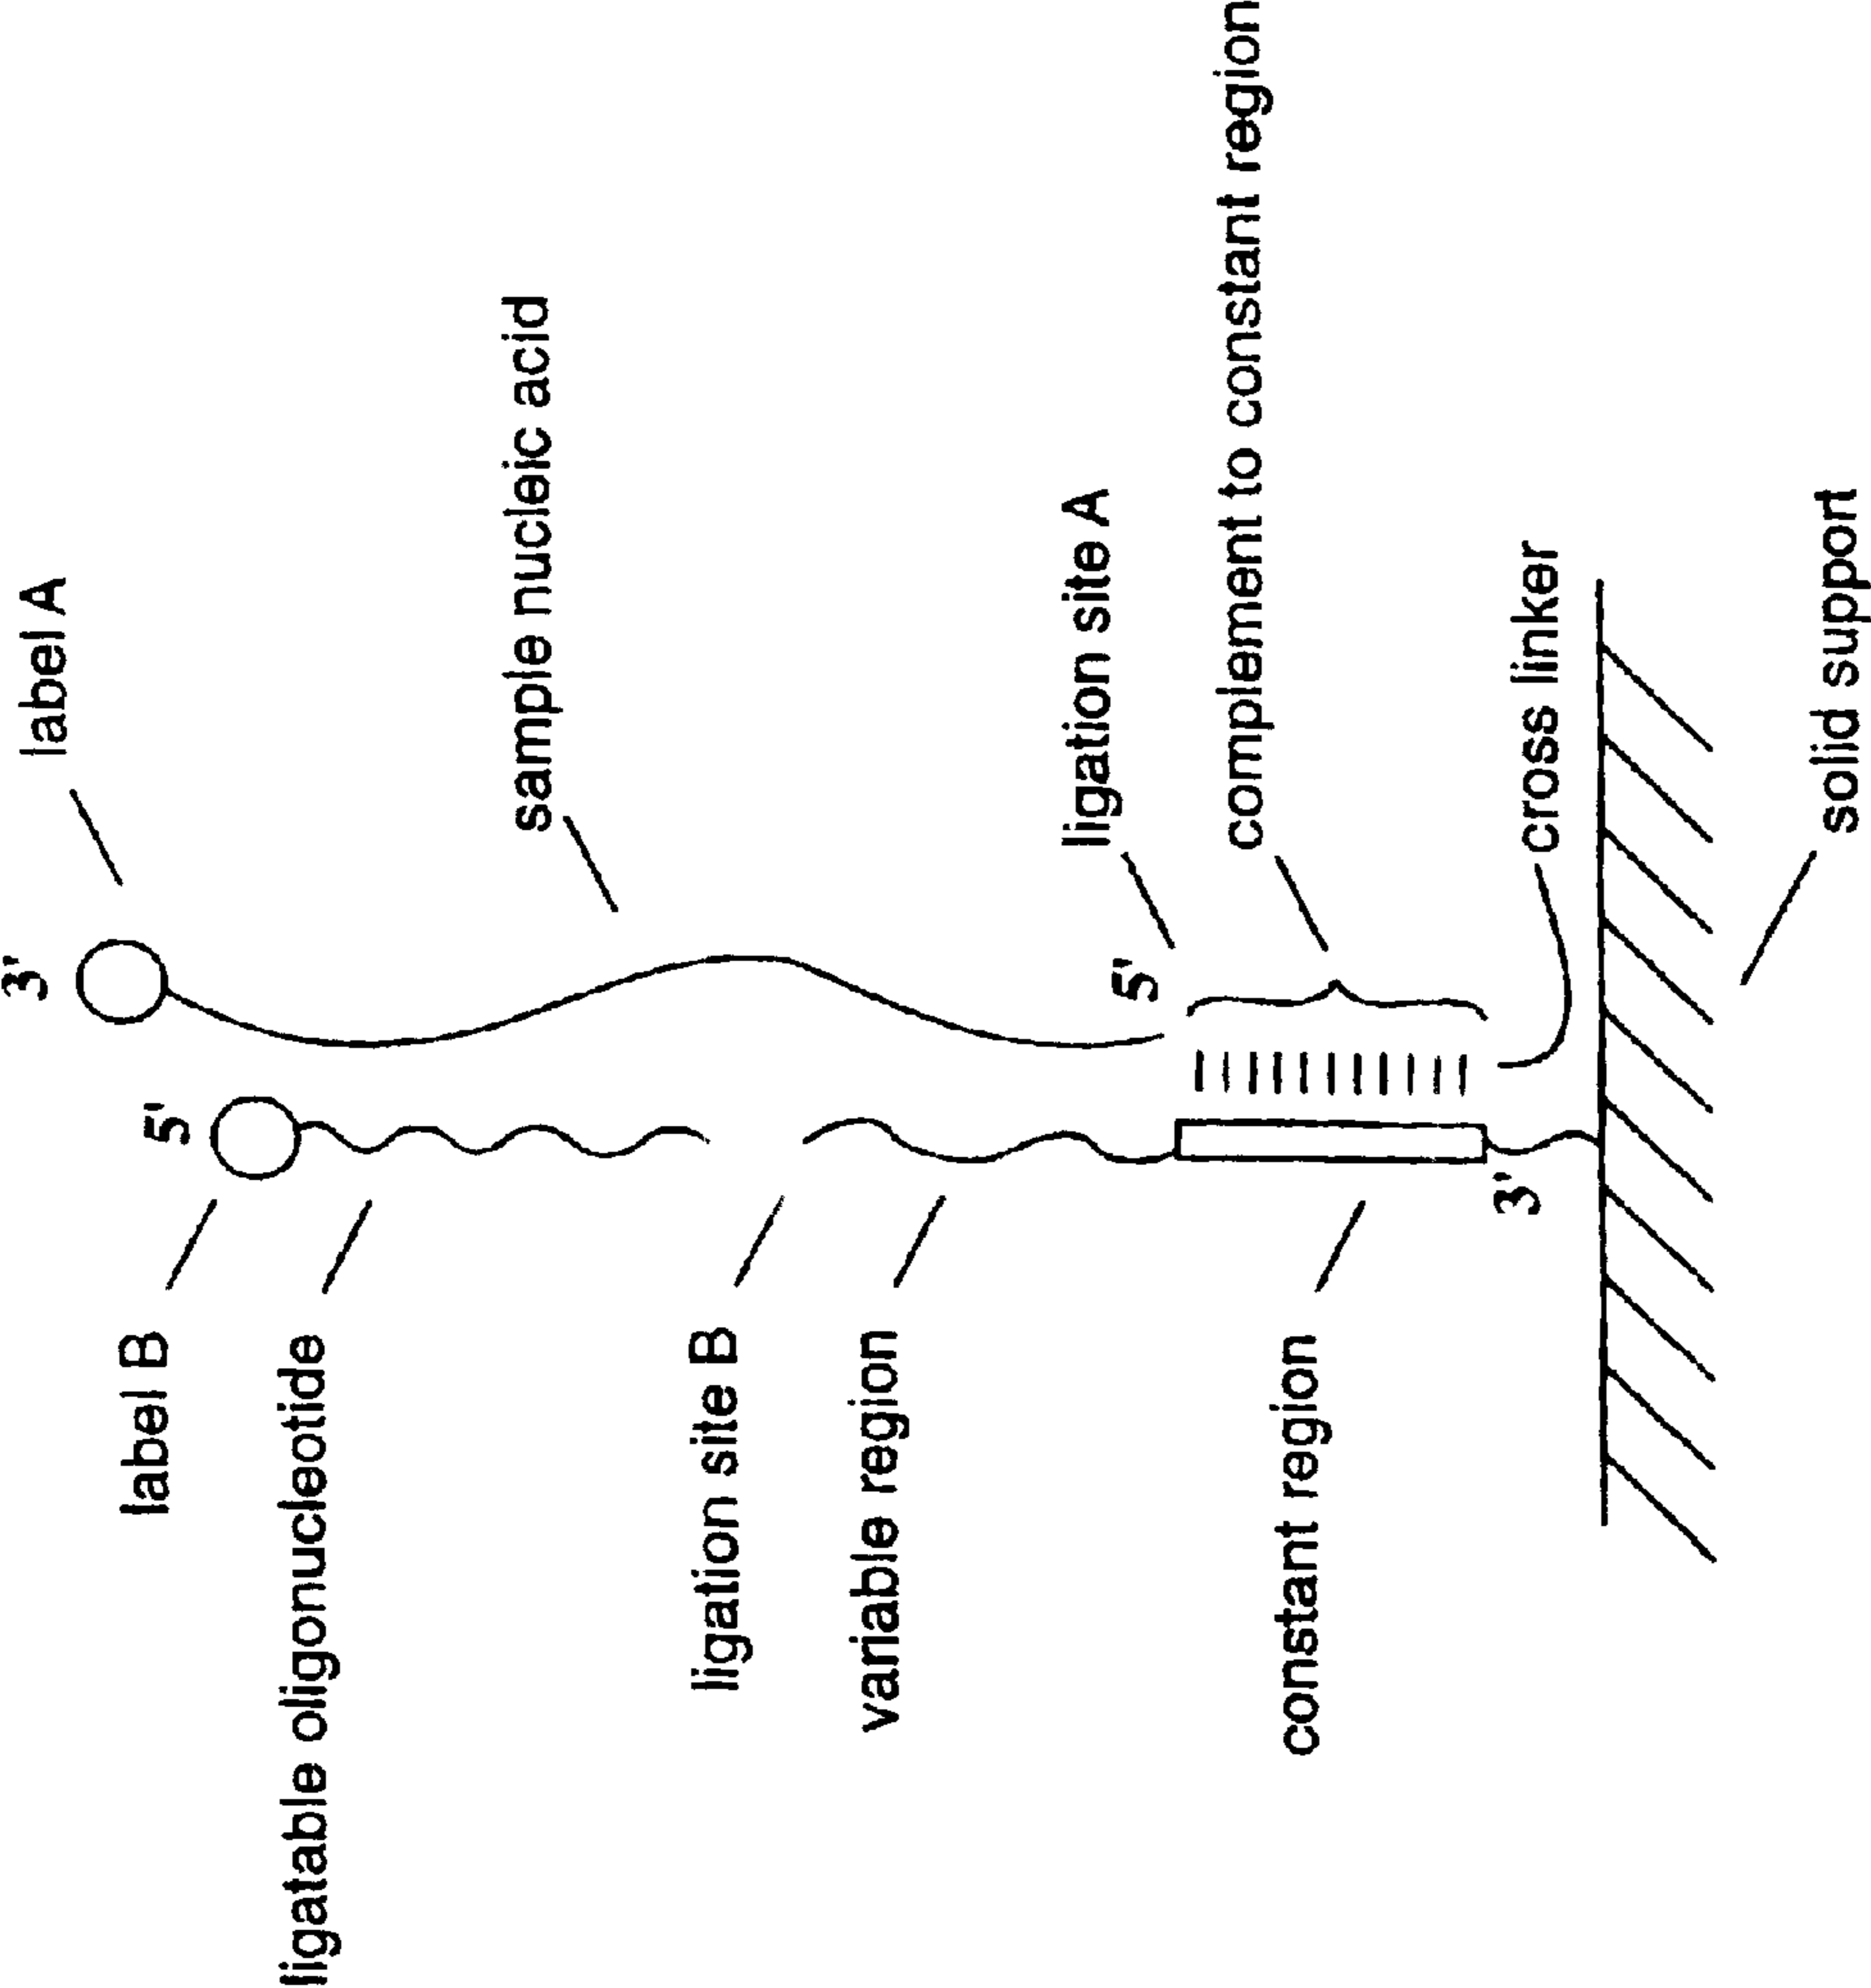 3'
label A
5'
label B
ligatable oligonucleotide
sample nucleic acid
ligation site B
variable region
5'
ligation site A
complement to constant region
constant region
3'
cross linker
solid support